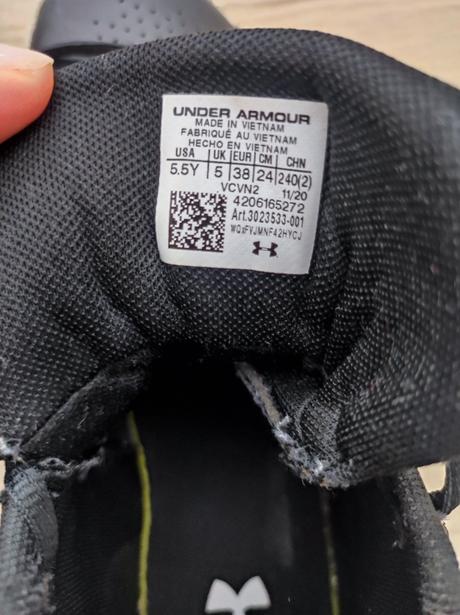 UNDER ARMOUR
MADE IN VIETNAM
FABRIQUÉ AU VIETNAM
HECHO EN VIETNAM
USA UK EUR CM CHN
5.5Y 5 38 24 240(2)
VCVN2 11/20
4206165272
Art.3023533-001
WQxFVJMNFA2HYCJ